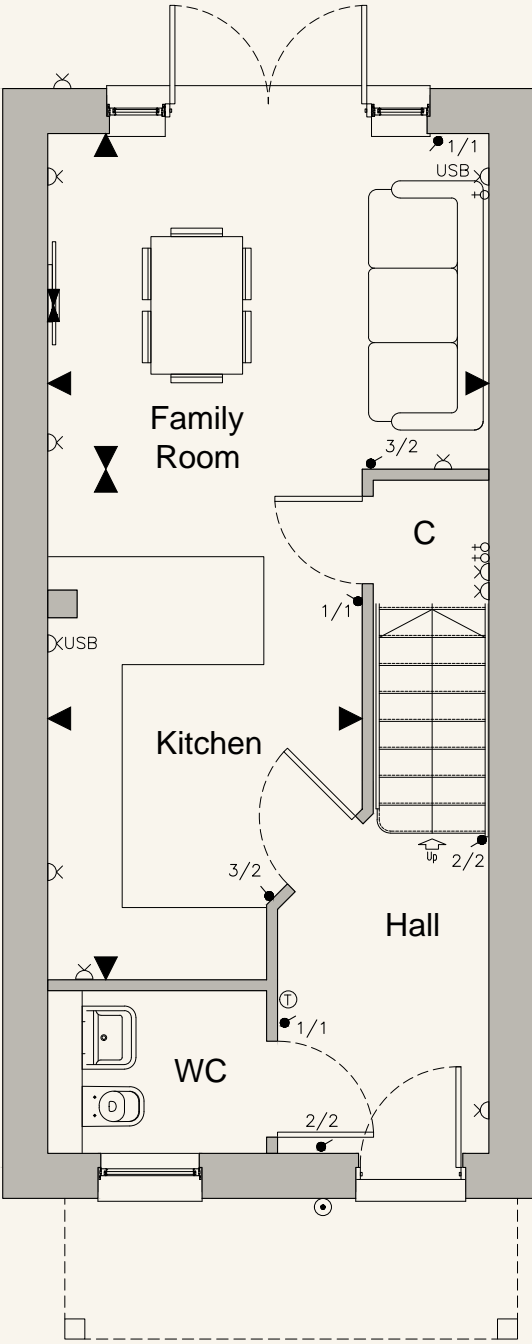 1/1
USB
Family
Room
3/2
C
1/1
USB
Kitchen
Up
2/2
3/2
Hall
T
1/1
WC
D
2/2